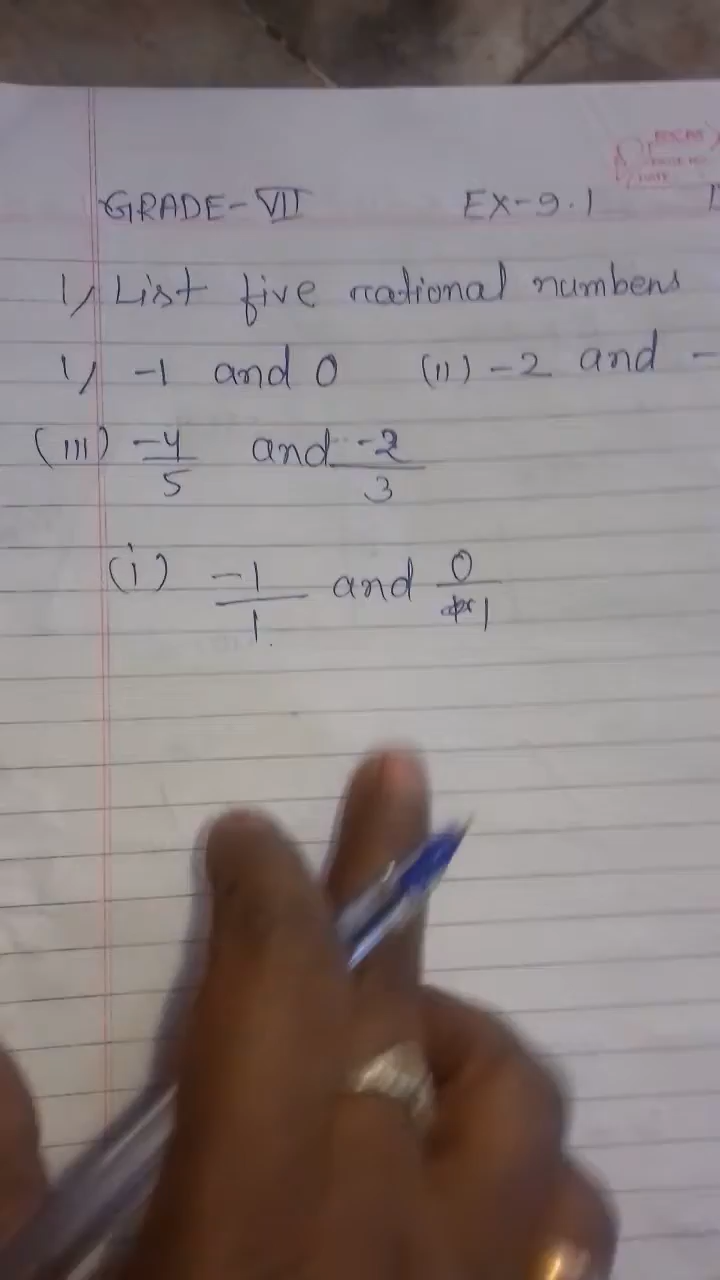 GRADE-VII EX-9.1
1) List five rational numbers
i) -1 and 0 (ii) -2 and -
(iii) -4/5 and -2/3
(i) -1/1 and 0/1